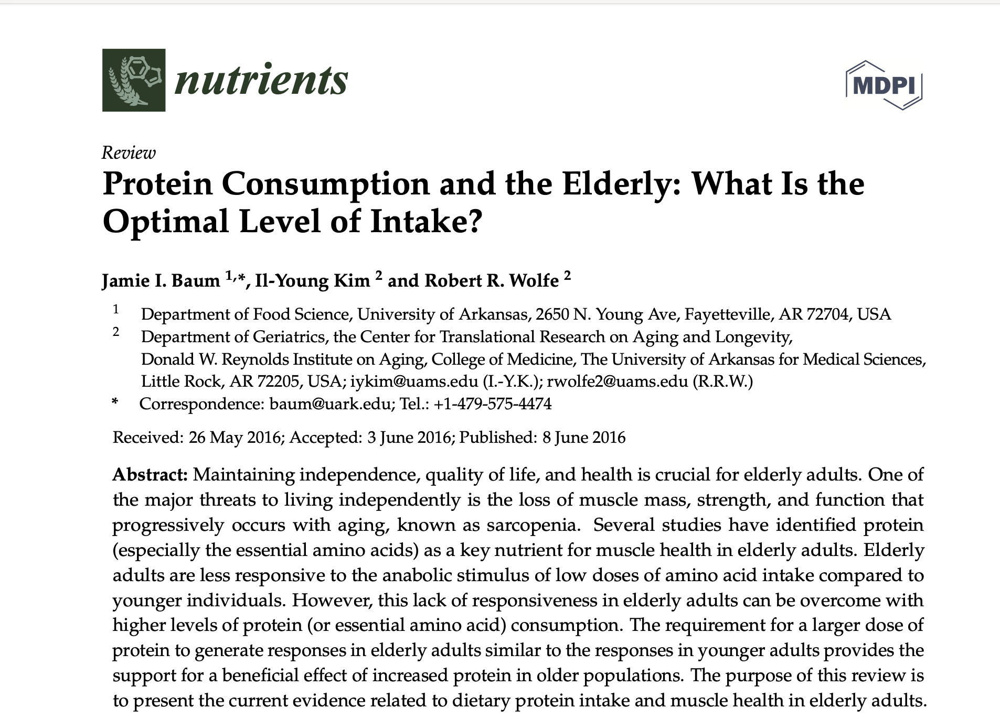 nutrients
MDPI
Review
Protein Consumption and the Elderly: What Is the
Optimal Level of Intake?
Jamie I. Baum 1,*, Il-Young Kim 2 and Robert R. Wolfe 2
1 Department of Food Science, University of Arkansas, 2650 N. Young Ave, Fayetteville, AR 72704, USA
2 Department of Geriatrics, the Center for Translational Research on Aging and Longevity,
Donald W. Reynolds Institute on Aging, College of Medicine, The University of Arkansas for Medical Sciences,
Little Rock, AR 72205, USA; iykim@uams.edu (I.-Y.K.); rwolfe2@uams.edu (R.R.W.)
* Correspondence: baum@uark.edu; Tel.: +1-479-575-4474
Received: 26 May 2016; Accepted: 3 June 2016; Published: 8 June 2016
Abstract: Maintaining independence, quality of life, and health is crucial for elderly adults. One of
the major threats to living independently is the loss of muscle mass, strength, and function that
progressively occurs with aging, known as sarcopenia. Several studies have identified protein
(especially the essential amino acids) as a key nutrient for muscle health in elderly adults. Elderly
adults are less responsive to the anabolic stimulus of low doses of amino acid intake compared to
younger individuals. However, this lack of responsiveness in elderly adults can be overcome with
higher levels of protein (or essential amino acid) consumption. The requirement for a larger dose of
protein to generate responses in elderly adults similar to the responses in younger adults provides the
support for a beneficial effect of increased protein in older populations. The purpose of this review is
to present the current evidence related to dietary protein intake and muscle health in elderly adults.